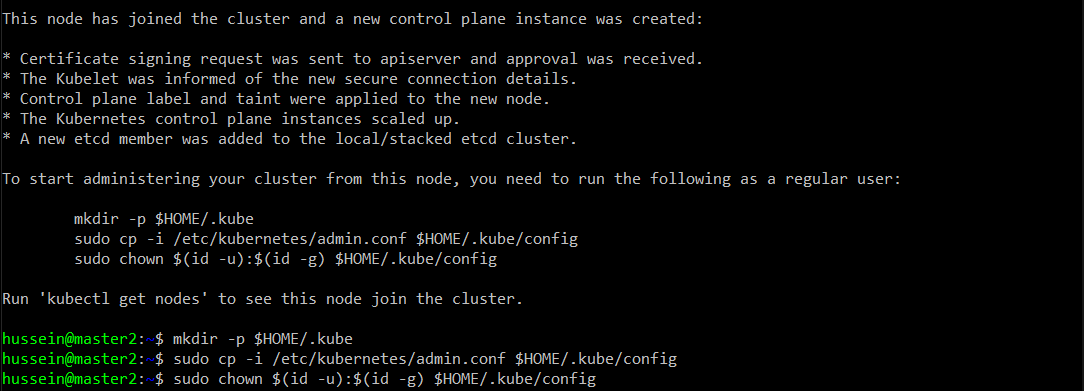 This node has joined the cluster and a new control plane instance was created:
* Certificate signing request was sent to apiserver and approval was received.
* The Kubelet was informed of the new secure connection details.
* Control plane label and taint were applied to the new node.
* The Kubernetes control plane instances scaled up.
* A new etcd member was added to the local/stacked etcd cluster.
To start administering your cluster from this node, you need to run the following as a regular user:
mkdir -p $HOME/.kube
sudo cp -i /etc/kubernetes/admin.conf $HOME/.kube/config
sudo chown $(id -u):$(id -g) $HOME/.kube/config
Run 'kubectl get nodes' to see this node join the cluster.
hussein@master2:~$ mkdir -p $HOME/.kube
hussein@master2:~$ sudo cp -i /etc/kubernetes/admin.conf $HOME/.kube/config
hussein@master2:~$ sudo chown $(id -u):$(id -g) $HOME/.kube/config